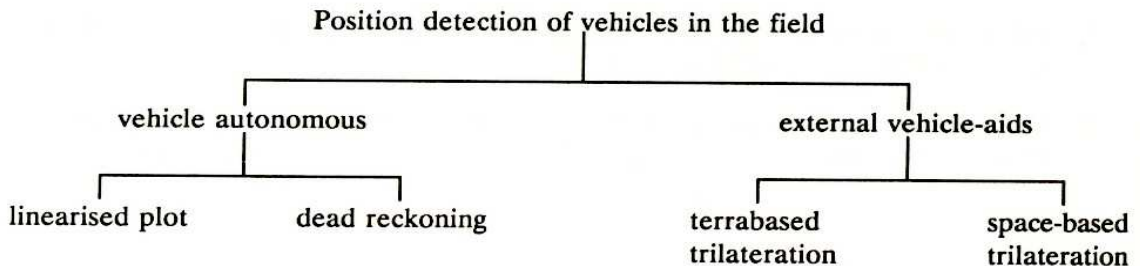 Position detection of vehicles in the field
vehicle autonomous
external vehicle-aids
linearised plot
dead reckoning
terrabased
trilateration
space-based
trilateration